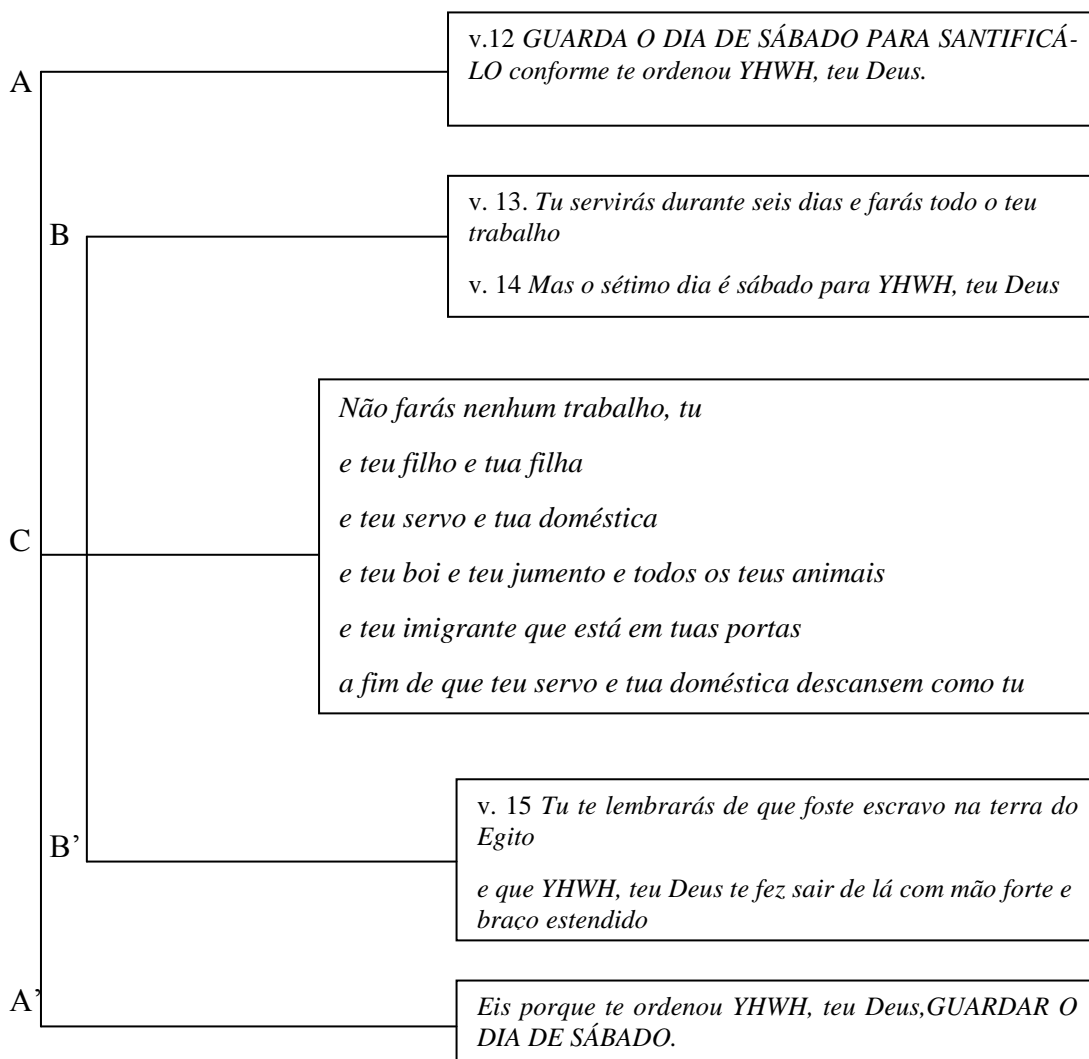 A
v.12 GUARDA O DIA DE SÁBADO PARA SANTIFICÁ-
LO conforme te ordenou YHWH, teu Deus.
B
v. 13. Tu servirás durante seis dias e farás todo o teu
trabalho
v. 14 Mas o sétimo dia é sábado para YHWH, teu Deus
C
Não farás nenhum trabalho, tu
e teu filho e tua filha
e teu servo e tua doméstica
e teu boi e teu jumento e todos os teus animais
e teu imigrante que está em tuas portas
a fim de que teu servo e tua doméstica descansem como tu
B’
v. 15 Tu te lembrarás de que foste escravo na terra do
Egito
e que YHWH, teu Deus te fez sair de lá com mão forte e
braço estendido
A’
Eis porque te ordenou YHWH, teu Deus,GUARDAR O
DIA DE SÁBADO.